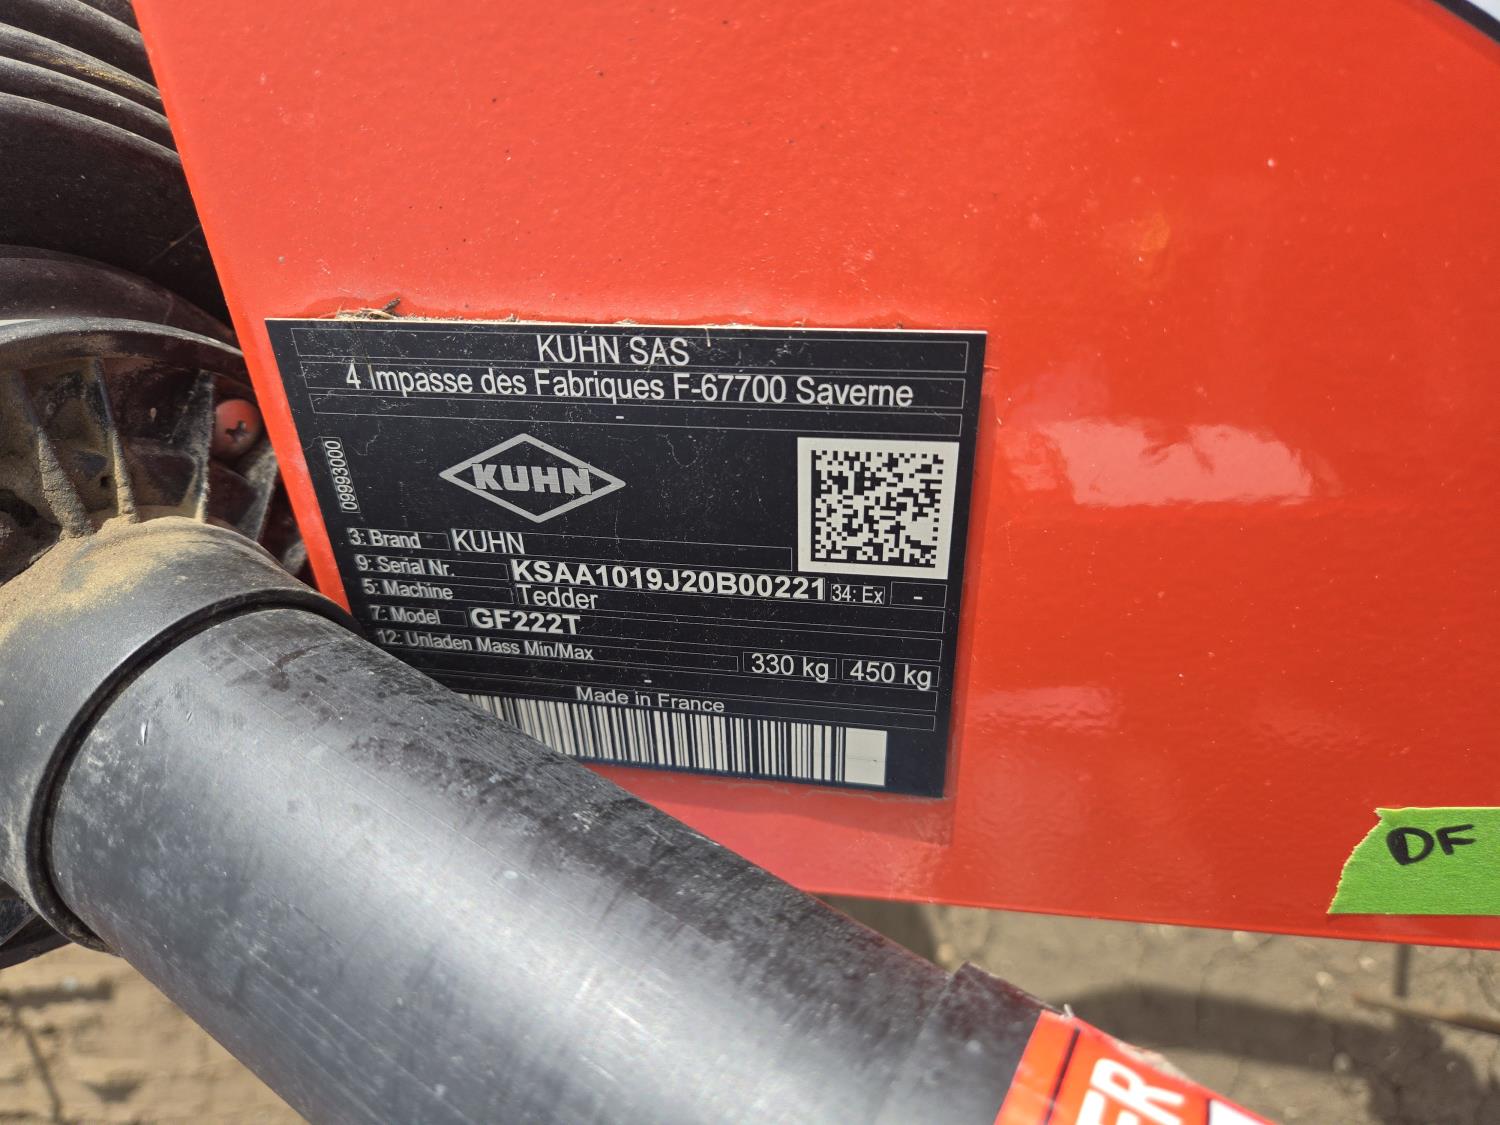 KUHN SAS
4 Impasse des Fabriques F-67700 Saverne
-
09993000
KUHN
3: Brand KUHN
9: Serial Nr. KSAA1019J20B00221 34: Ex -
5: Machine Tedder
7: Model GF222T
12: Unladen Mass Min/Max 330 kg 450 kg
-
Made in France
DF